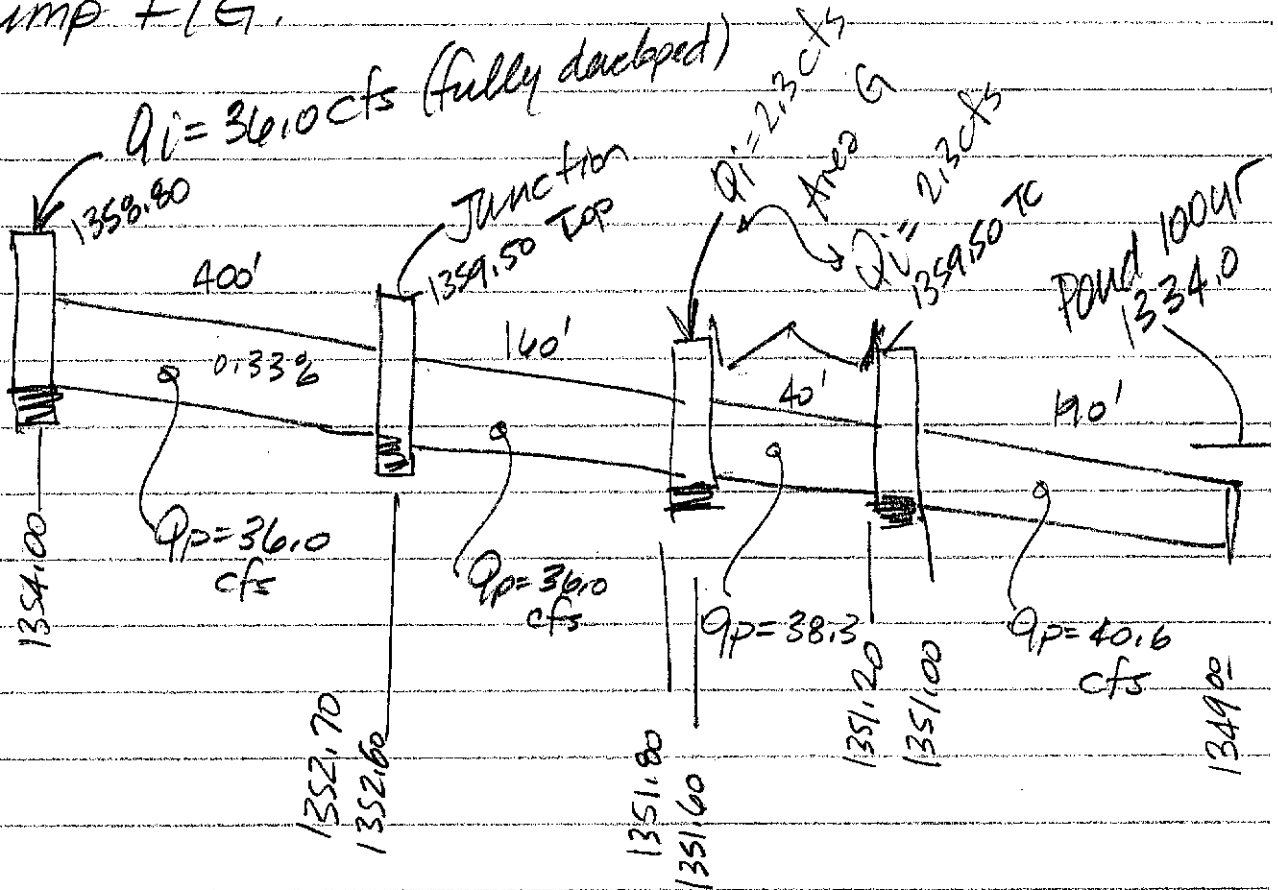 ump F/G.
Qi = 36.0 cfs (fully developed)
1358.80
Junction
1359.50 Top
Qi = 2.3 cfs
Area G
Qi = 2.3 cfs
1359.50 TC
Pond 100yr
1334.0
400'
0.33%
160'
40'
190'
Qp = 36.0
cfs
Qp = 36.0
cfs
Qp = 38.3
Qp = 40.6
cfs
1354.00
1352.70
1352.60
1351.80
1351.60
1351.20
1351.00
1349.00